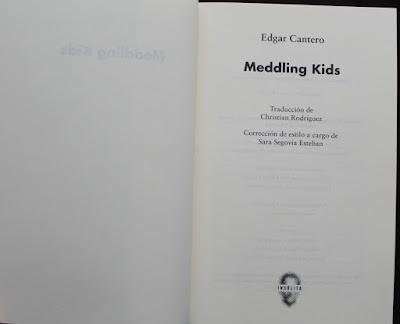 Edgar Cantero
Meddling Kids
Traducción de
Christian Rodríguez
Corrección de estilo a cargo de
Sara Segovia Esteban
INSÓLITA